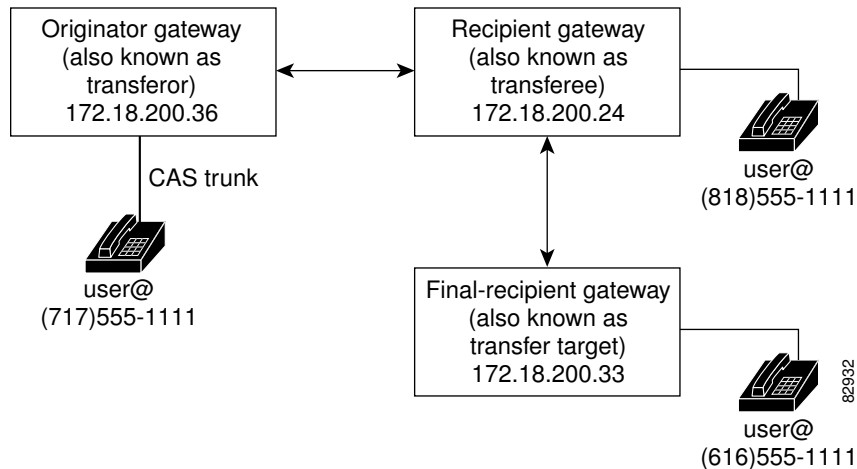 Originator gateway
(also known as
transferor)
172.18.200.36
Recipient gateway
(also known as
transferee)
172.18.200.24
CAS trunk
user@
(818)555-1111
user@
(717)555-1111
Final-recipient gateway
(also known as
transfer target)
172.18.200.33
82932
user@
(616)555-1111